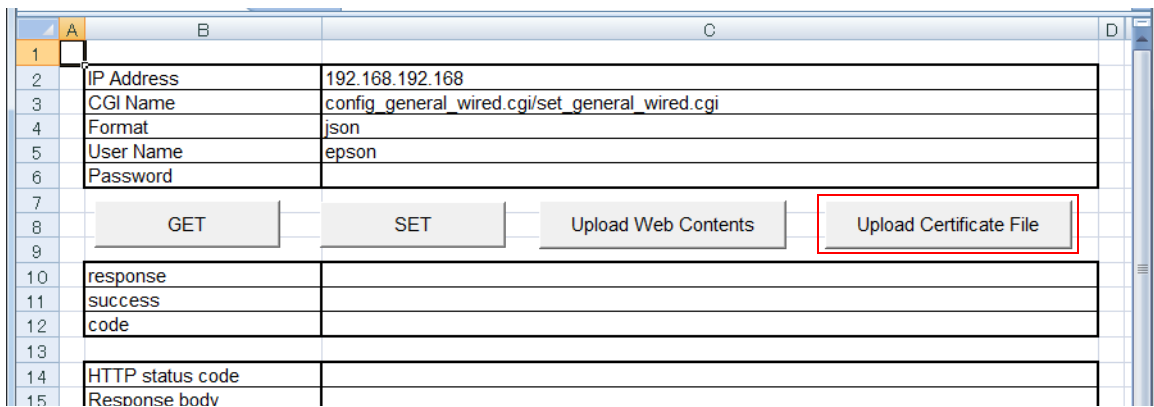 A B C D
1
2 IP Address 192.168.192.168
3 CGI Name config_general_wired.cgi/set_general_wired.cgi
4 Format json
5 User Name epson
6 Password
7
8 GET SET Upload Web Contents Upload Certificate File
9
10 response
11 success
12 code
13
14 HTTP status code
15 Response body